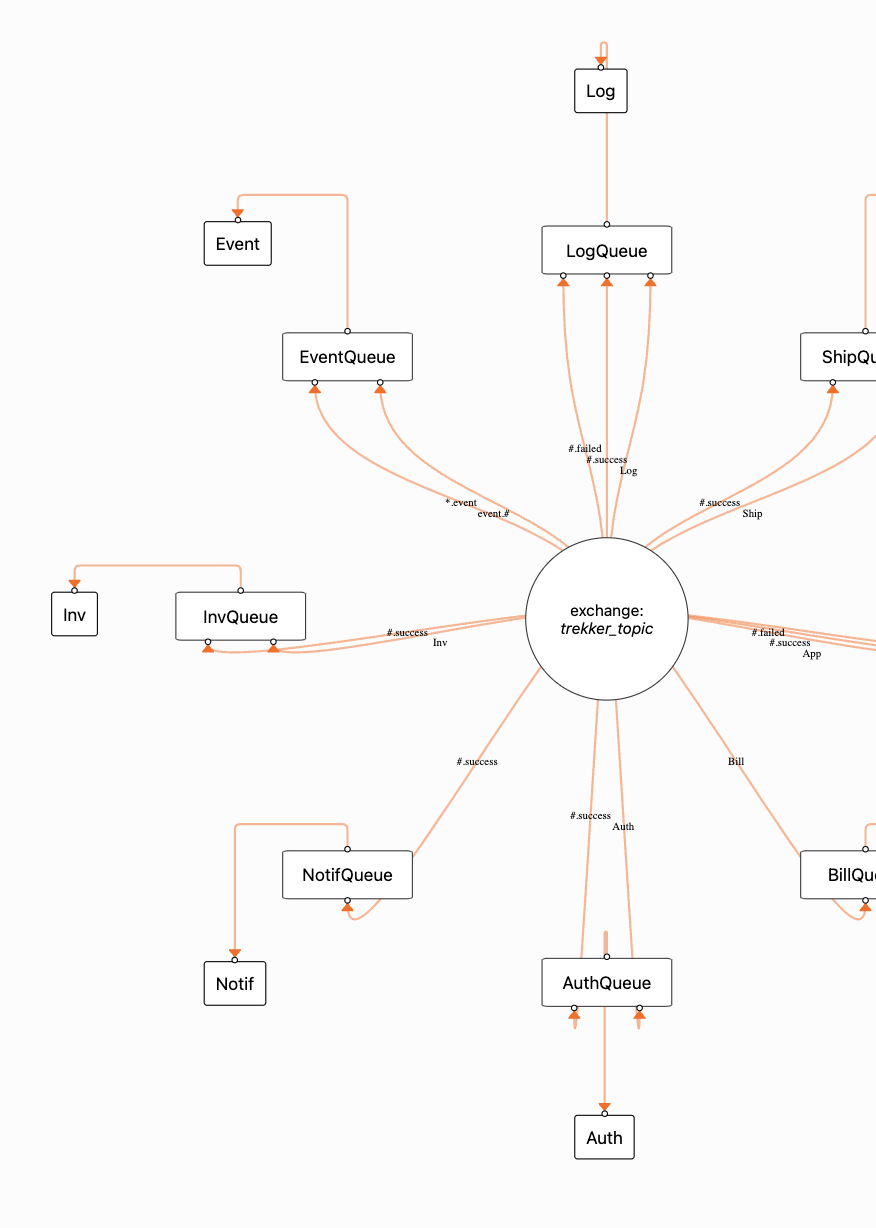 Log
Event
LogQueue
EventQueue
ShipQu
#.failed
#.success
Log
*.event
event.#
#.success
Ship
Inv
InvQueue
exchange:
trekker_topic
#.success
Inv
#.failed
#.success
App
#.success
Bill
#.success
Auth
NotifQueue
BillQue
Notif
AuthQueue
Auth